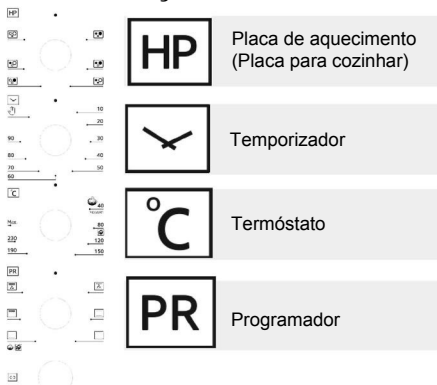 HP
HP
Placa de aquecimento
(Placa para cozinhar)
10
20
90
30
80
40
70
50
60
Temporizador
C
40
80
230
120
190
150
°C
Termóstato
PR
PR
Programador